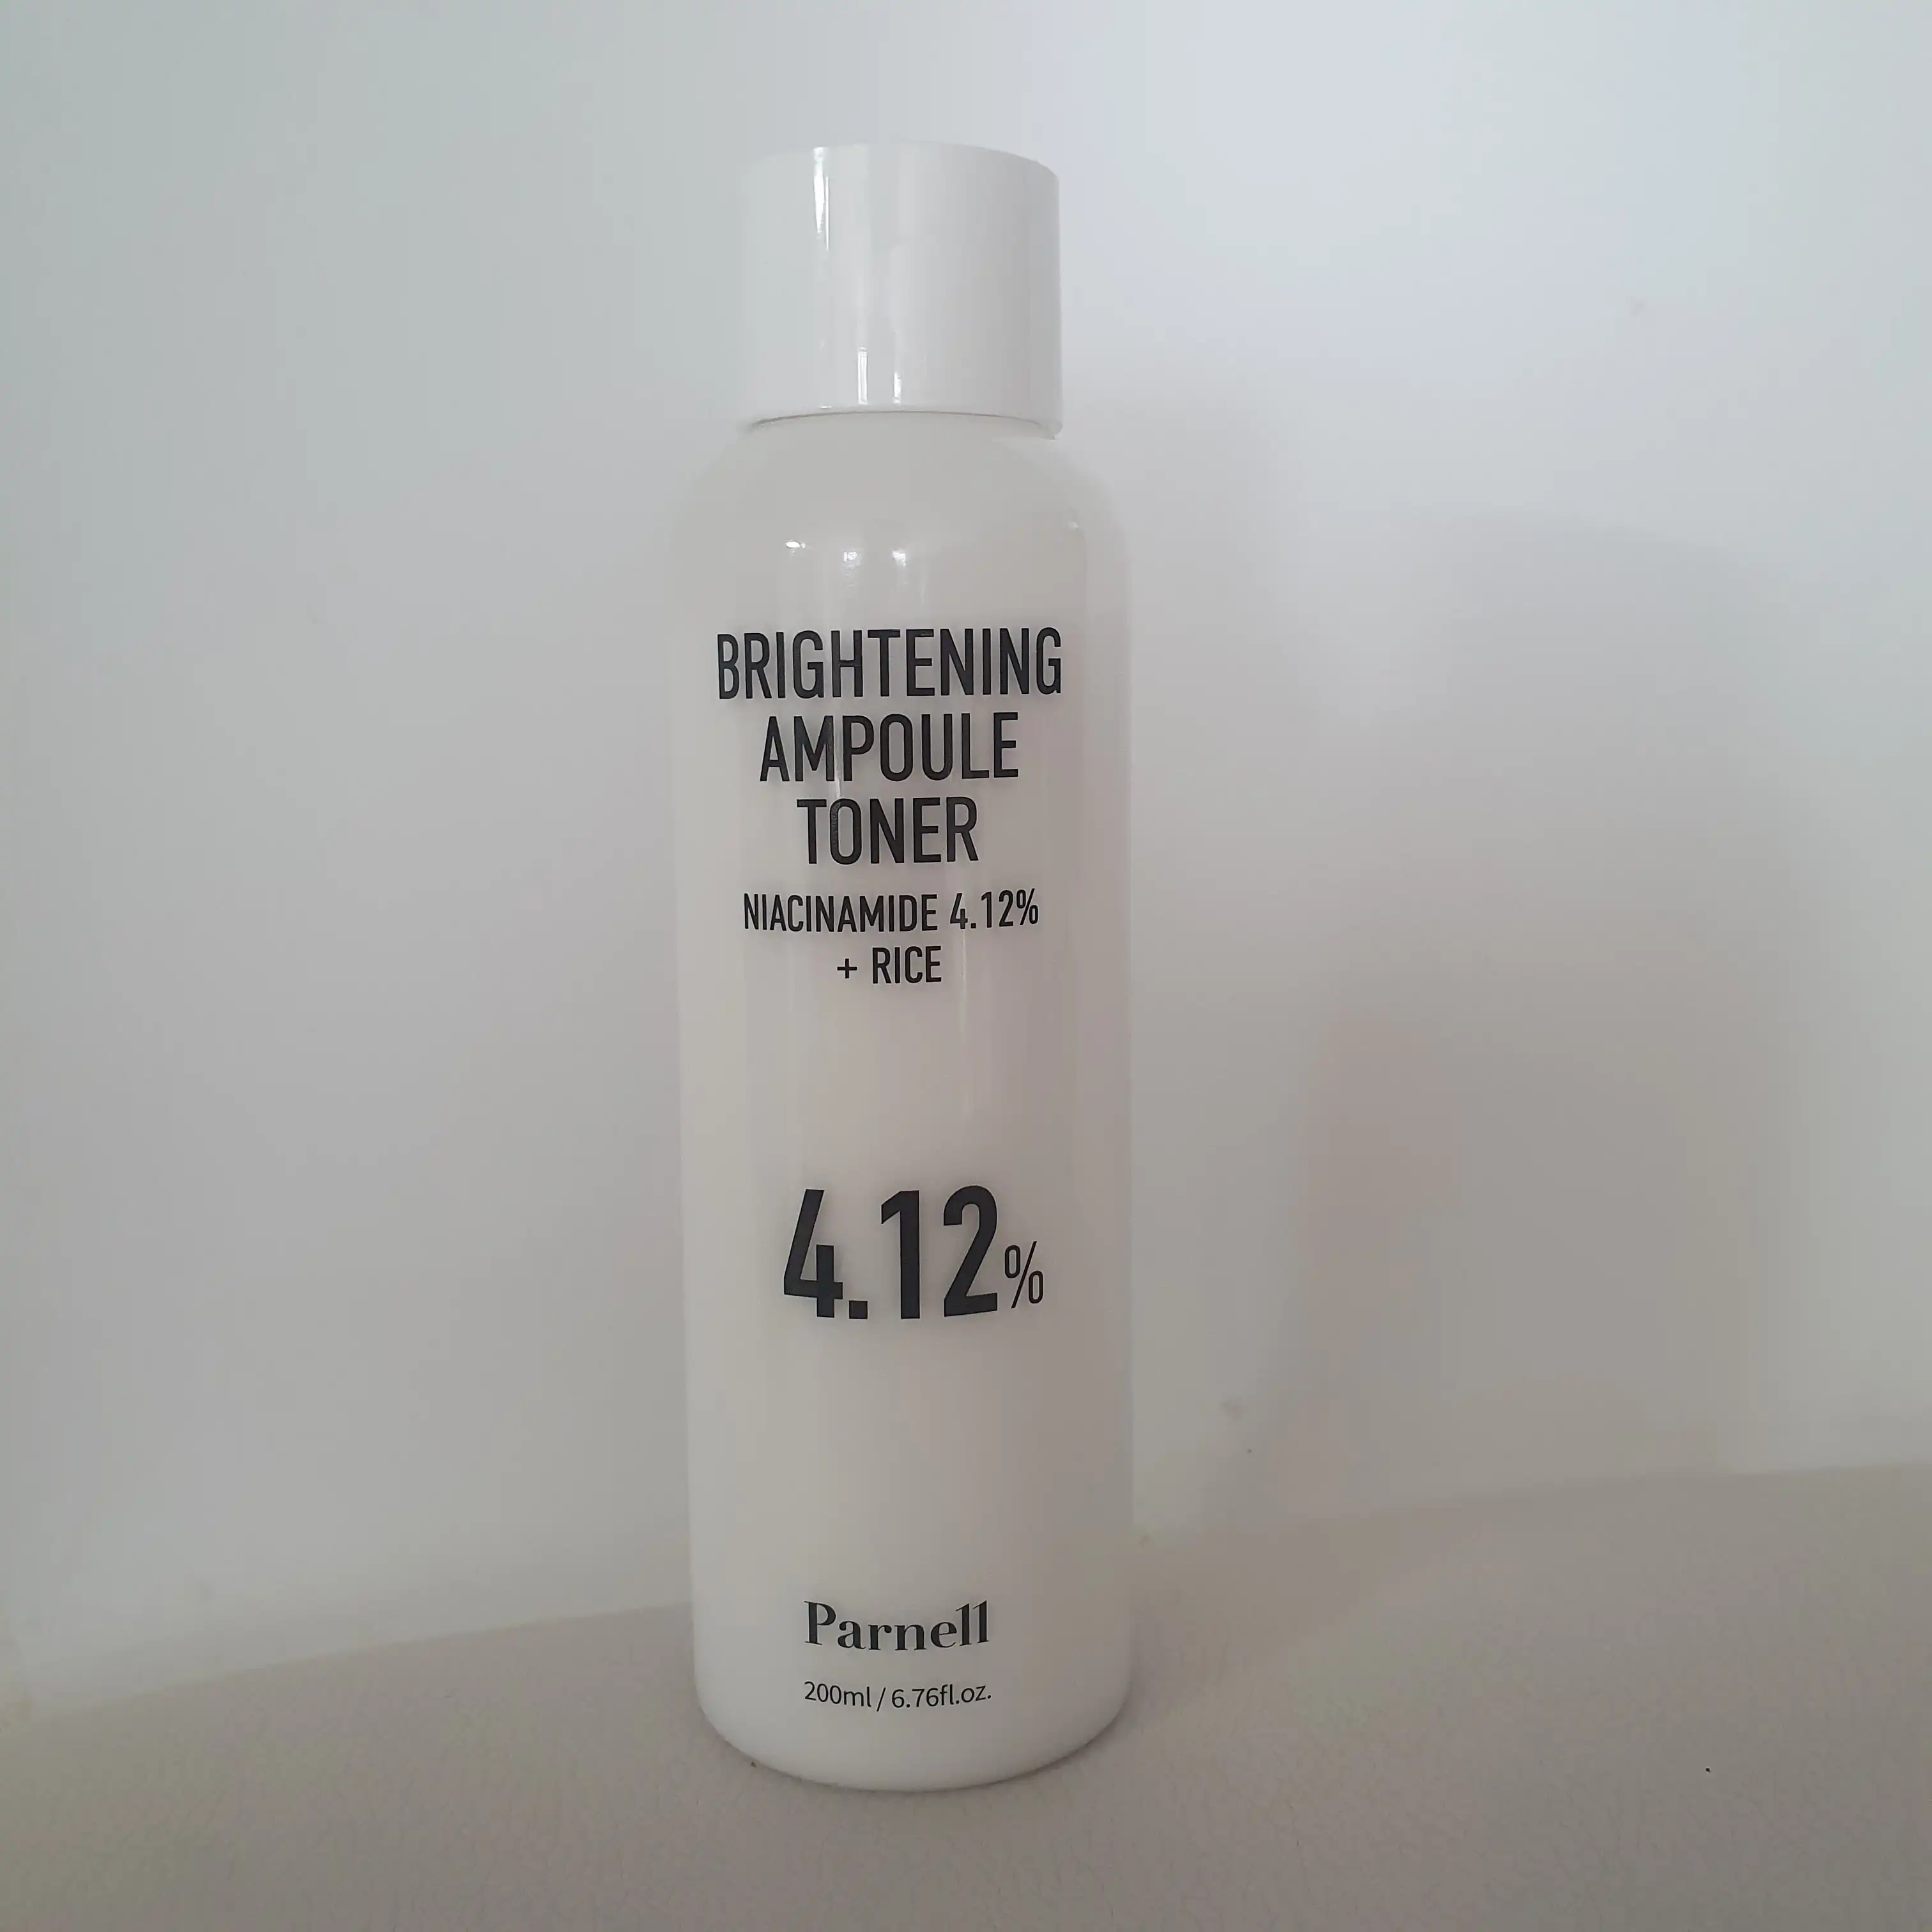 BRIGHTENING
AMPOULE
TONER
NIACINAMIDE 4.12%
+ RICE
4.12%
Parnell
200ml / 6.76fl.oz.